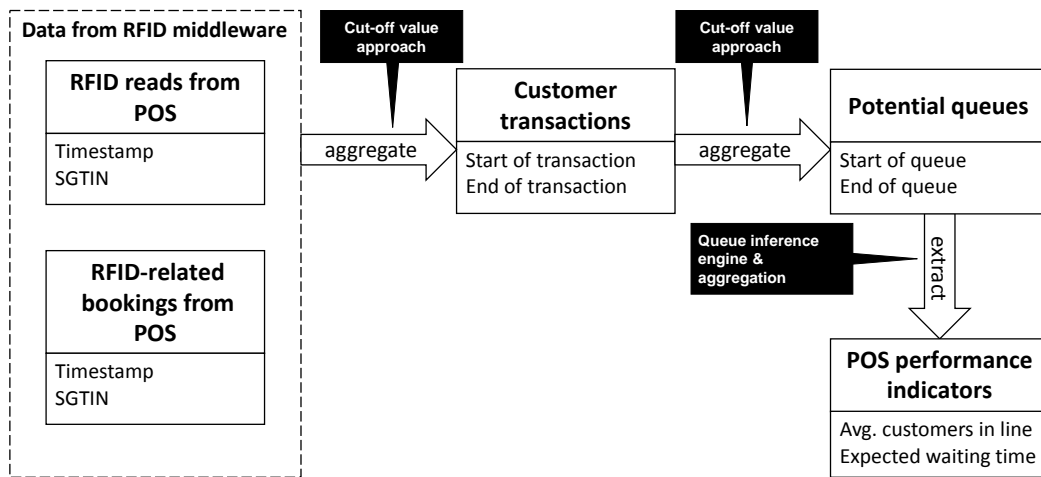 Data from RFID middleware
RFID reads from
POS
Timestamp
SGTIN
RFID-related
bookings from
POS
Timestamp
SGTIN
Cut-off value
approach
aggregate
Customer
transactions
Start of transaction
End of transaction
Cut-off value
approach
aggregate
Potential queues
Start of queue
End of queue
Queue inference
engine &
aggregation
extract
POS performance
indicators
Avg. customers in line
Expected waiting time